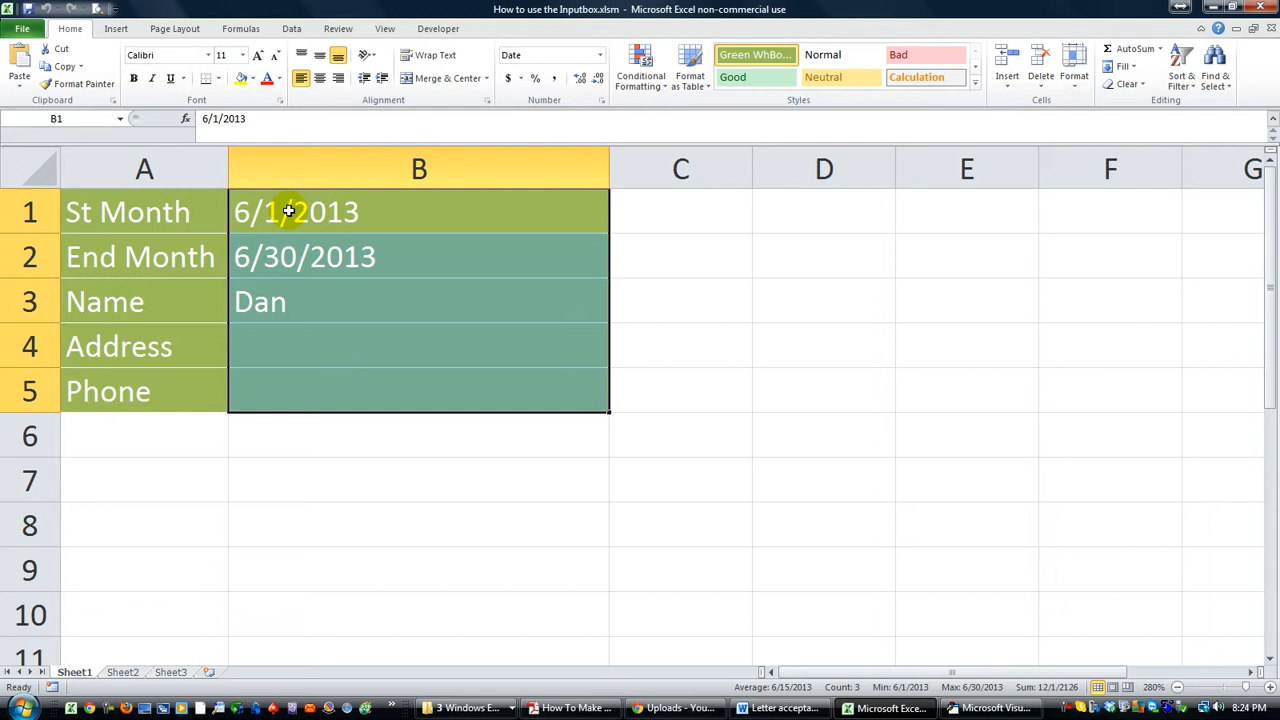 How to use the Inputbox.xlsm - Microsoft Excel non-commercial use
File Home Insert Page Layout Formulas Data Review View Developer
Paste
Cut
Copy
Format Painter
Clipboard
Calibri 11
B I U
Font
Wrap Text
Merge & Center
Alignment
Date
$ % ,
Number
Conditional Formatting
Format as Table
Green WhBo... Normal Bad
Good Neutral Calculation
Styles
Insert Delete Format
Cells
AutoSum
Fill
Clear
Sort & Filter
Find & Select
Editing
B1 fx 6/1/2013
A B C D E F G
1 St Month 6/1/2013
2 End Month 6/30/2013
3 Name Dan
4 Address
5 Phone
6
7
8
9
10
11
Sheet1 Sheet2 Sheet3
Ready Average: 6/15/2013 Count: 3 Min: 6/1/2013 Max: 6/30/2013 Sum: 12/1/2126 280%
3 Windows E... How To Make ... Uploads - You... Letter accepta... Microsoft Exce... Microsoft Visu... 8:24 PM